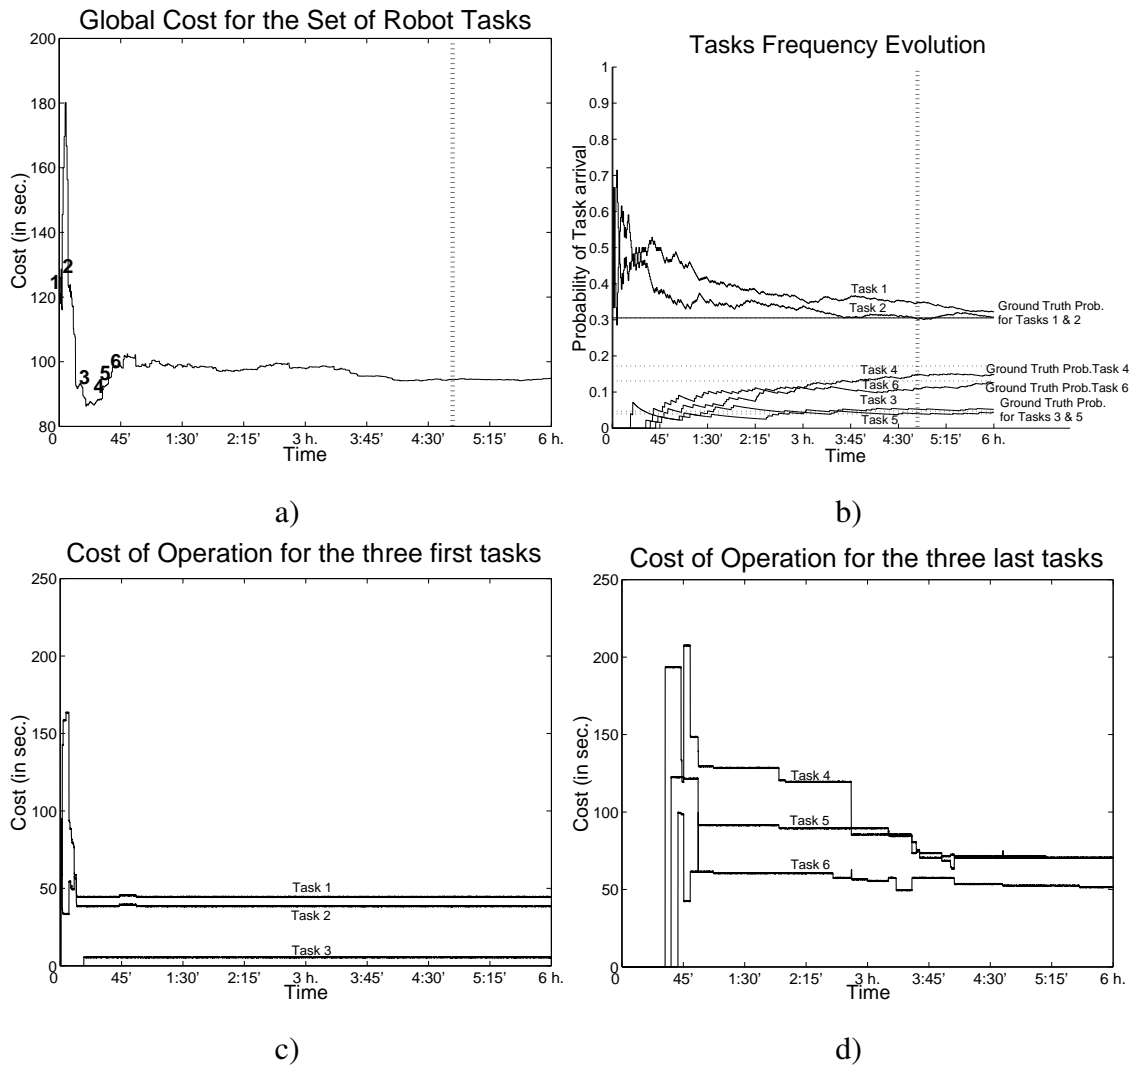 Global Cost for the Set of Robot Tasks
200
180
160
140
120
100
80
Cost (in sec.)
1
2
3
4
5
6
0
45'
1:30'
2:15'
3 h.
3:45'
4:30'
5:15'
6 h.
Time
a)
Tasks Frequency Evolution
1
0.9
0.8
0.7
0.6
0.5
0.4
0.3
0.2
0.1
0
Probability of Task arrival
Task 1
Task 2
Ground Truth Prob.
for Tasks 1 & 2
Task 4
Ground Truth Prob.Task 4
Task 6
Ground Truth Prob.Task 6
Task 3
Ground Truth Prob.
for Tasks 3 & 5
Task 5
45'
1:30'
2:15'
3 h.
3:45'
4:30'
5:15'
6 h.
Time
b)
Cost of Operation for the three first tasks
250
200
150
100
50
0
Cost (in sec.)
Task 1
Task 2
Task 3
0
45'
1:30'
2:15'
3 h.
3:45'
4:30'
5:15'
6 h.
Time
c)
Cost of Operation for the three last tasks
250
200
150
100
50
0
Cost (in sec.)
Task 4
Task 5
Task 6
0
45'
1:30'
2:15'
3 h.
3:45'
4:30'
5:15'
6 h.
Time
d)